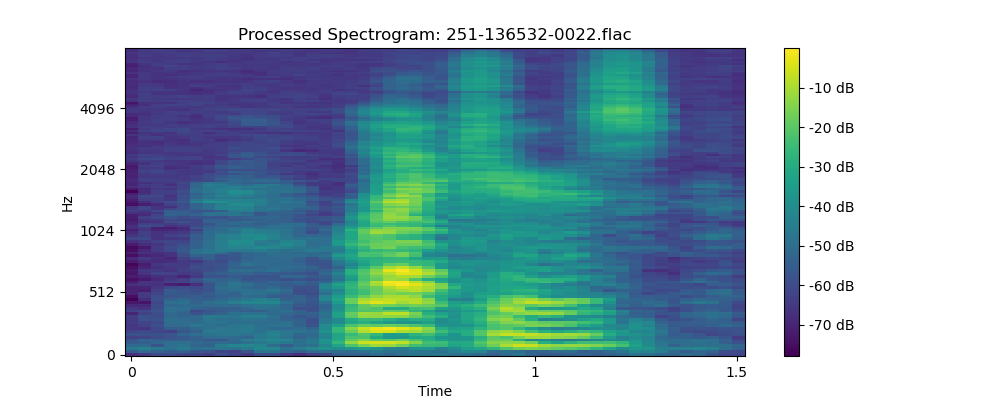 Processed Spectrogram: 251-136532-0022.flac
Hz
4096
2048
1024
512
0
0
0.5
1
1.5
Time
-10 dB
-20 dB
-30 dB
-40 dB
-50 dB
-60 dB
-70 dB